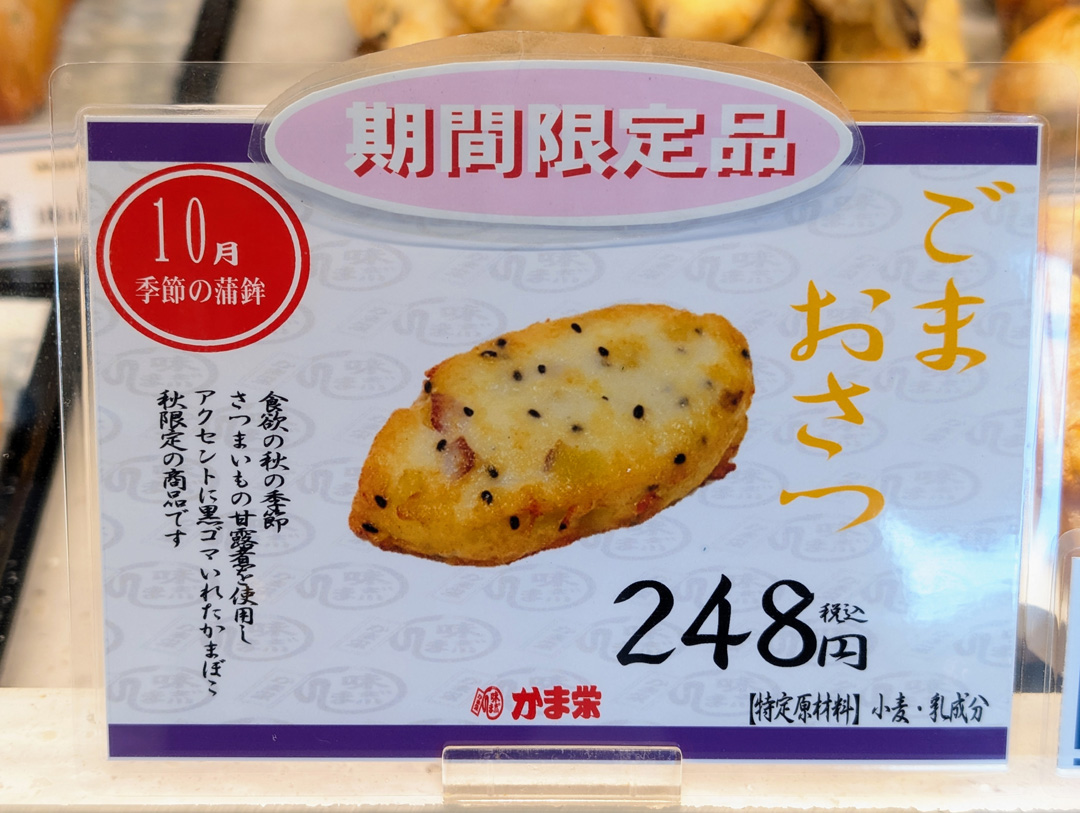 期間限定品
10月
季節の蒲鉾
ごま
おさつ
食欲の秋の季節
さつまいもの甘露煮を使用し
アクセントに黒ゴマいれたかまぼこ
秋限定の商品です
248円
税込
かま栄
【特定原材料】小麦・乳成分